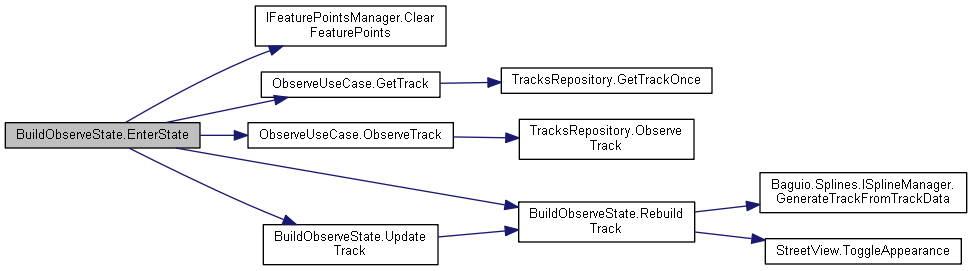 BuildObserveState.EnterState
IFeaturePointsManager.Clear
FeaturePoints
ObserveUseCase.GetTrack
TracksRepository.GetTrackOnce
ObserveUseCase.ObserveTrack
TracksRepository.Observe
Track
BuildObserveState.Update
Track
BuildObserveState.Rebuild
Track
Baguio.Splines.ISplineManager.
GenerateTrackFromTrackData
StreetView.ToggleAppearance